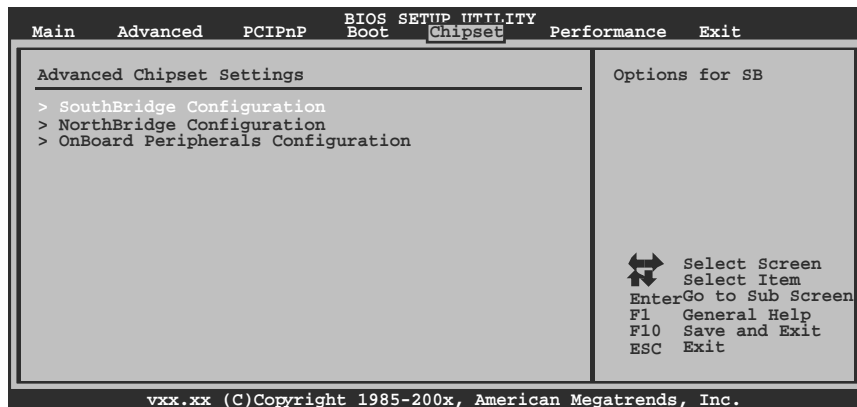 BIOS SETUP UTILITY
Main Advanced PCIPnP Boot Chipset Performance Exit
Advanced Chipset Settings
> SouthBridge Configuration
> NorthBridge Configuration
> OnBoard Peripherals Configuration
Options for SB
Select Screen
Select Item
Enter Go to Sub Screen
F1 General Help
F10 Save and Exit
ESC Exit
vxx.xx (C)Copyright 1985-200x, American Megatrends, Inc.